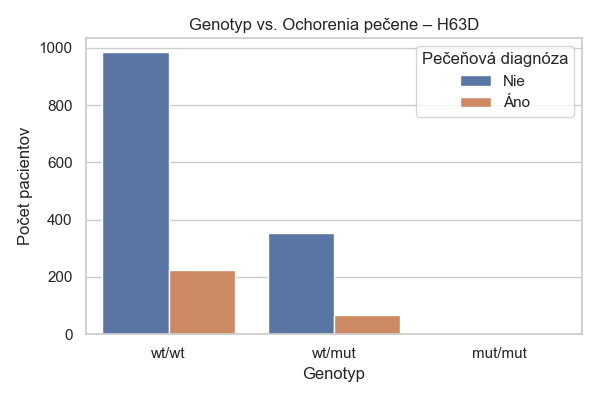 Genotyp vs. Ochorenia pečene – H63D
Pečeňová diagnóza
Nie
Áno
Počet pacientov
1000
800
600
400
200
0
wt/wt
wt/mut
mut/mut
Genotyp